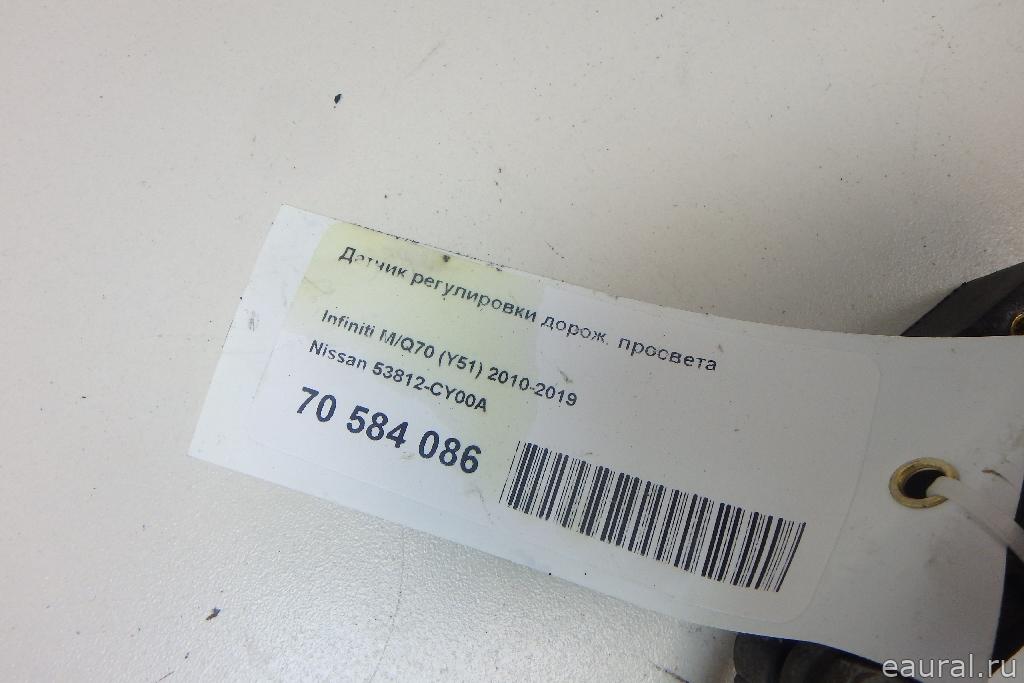 Датчик регулировки дорож. просвета
Infiniti M/Q70 (Y51) 2010-2019
Nissan 53812-CY00A
70 584 086
eaural.ru